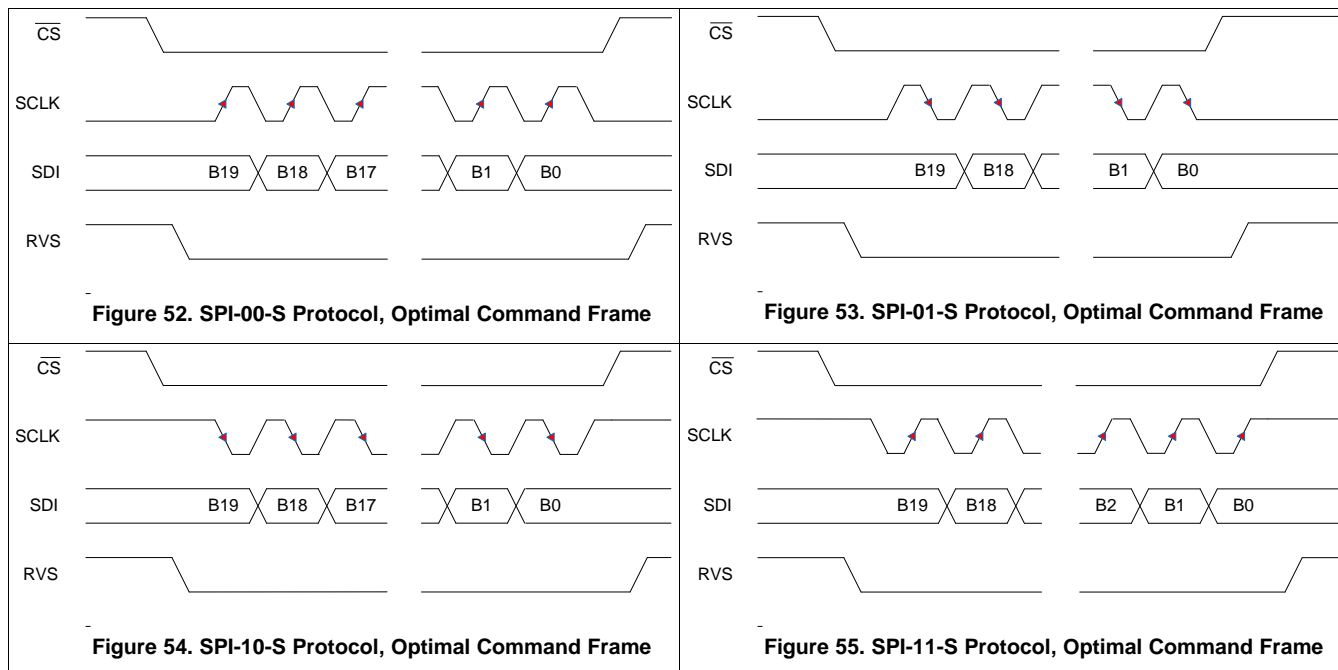 CS
SCLK
SDI B19 B18 B17 B1 B0
RVS
Figure 52. SPI-00-S Protocol, Optimal Command Frame
CS
SCLK
SDI B19 B18 B1 B0
RVS
Figure 53. SPI-01-S Protocol, Optimal Command Frame
CS
SCLK
SDI B19 B18 B17 B1 B0
RVS
Figure 54. SPI-10-S Protocol, Optimal Command Frame
CS
SCLK
SDI B19 B18 B2 B1 B0
RVS
Figure 55. SPI-11-S Protocol, Optimal Command Frame